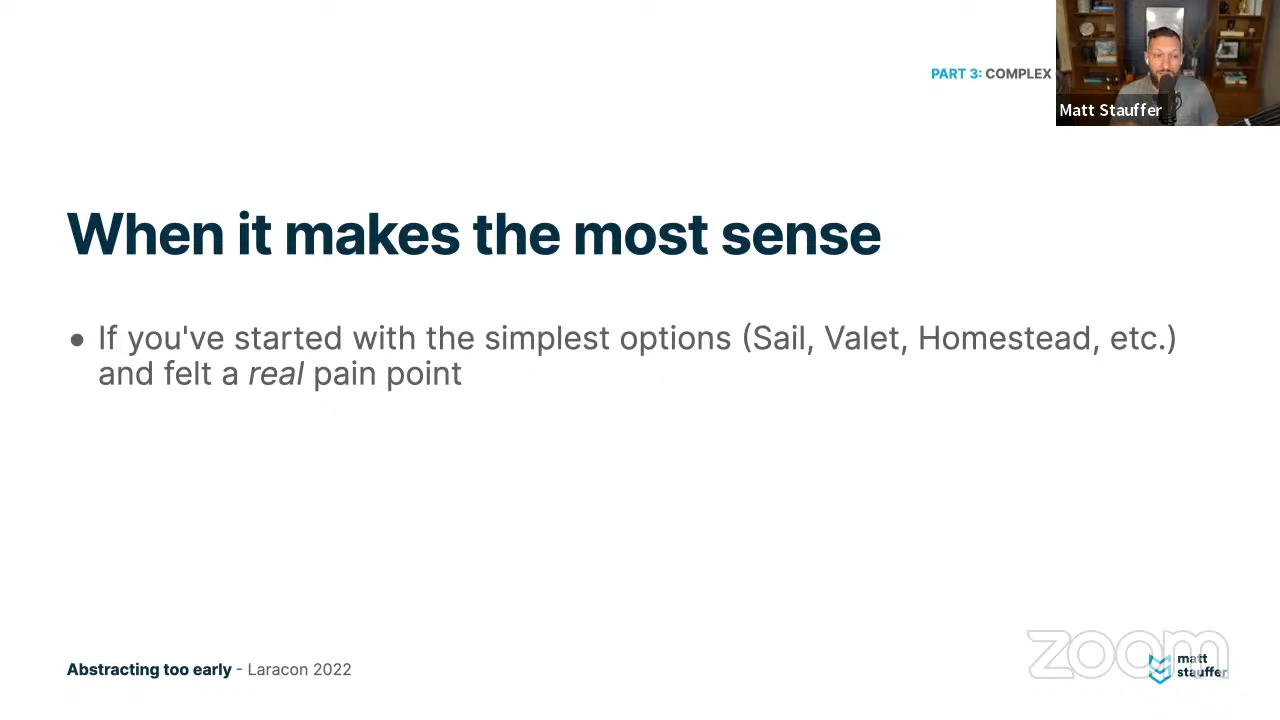 PART 3: COMPLEX
Matt Stauffer
When it makes the most sense
• If you've started with the simplest options (Sail, Valet, Homestead, etc.)
and felt a real pain point
Abstracting too early - Laracon 2022
zoom
matt
stauffer